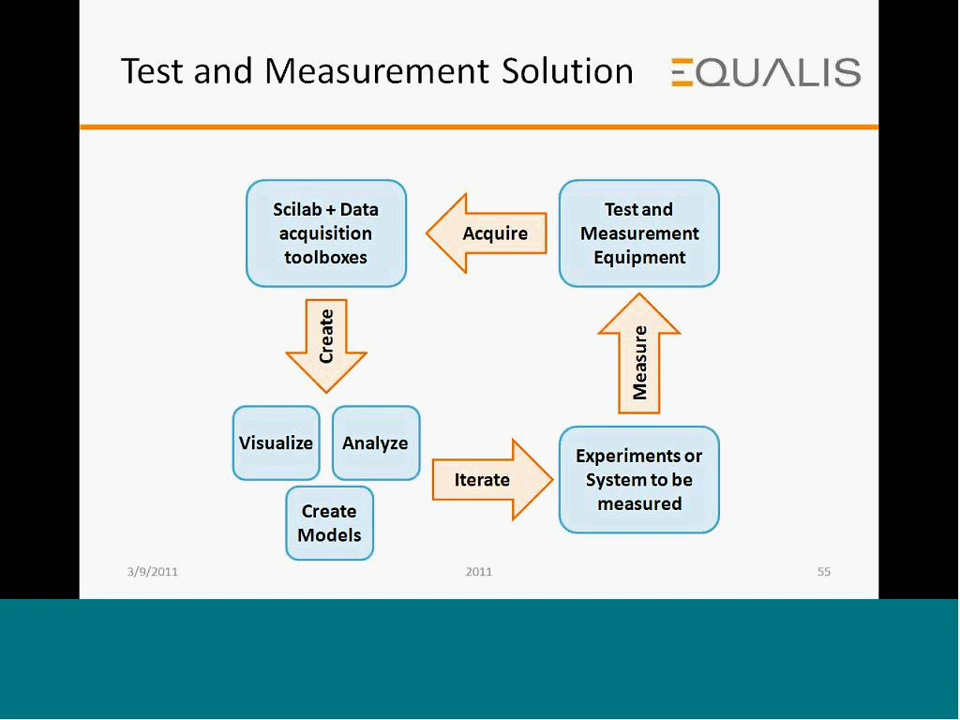 Test and Measurement Solution
EQUALIS
Scilab + Data
acquisition
toolboxes
Acquire
Test and
Measurement
Equipment
Create
Measure
Visualize
Analyze
Create
Models
Iterate
Experiments or
System to be
measured
3/9/2011
2011
55